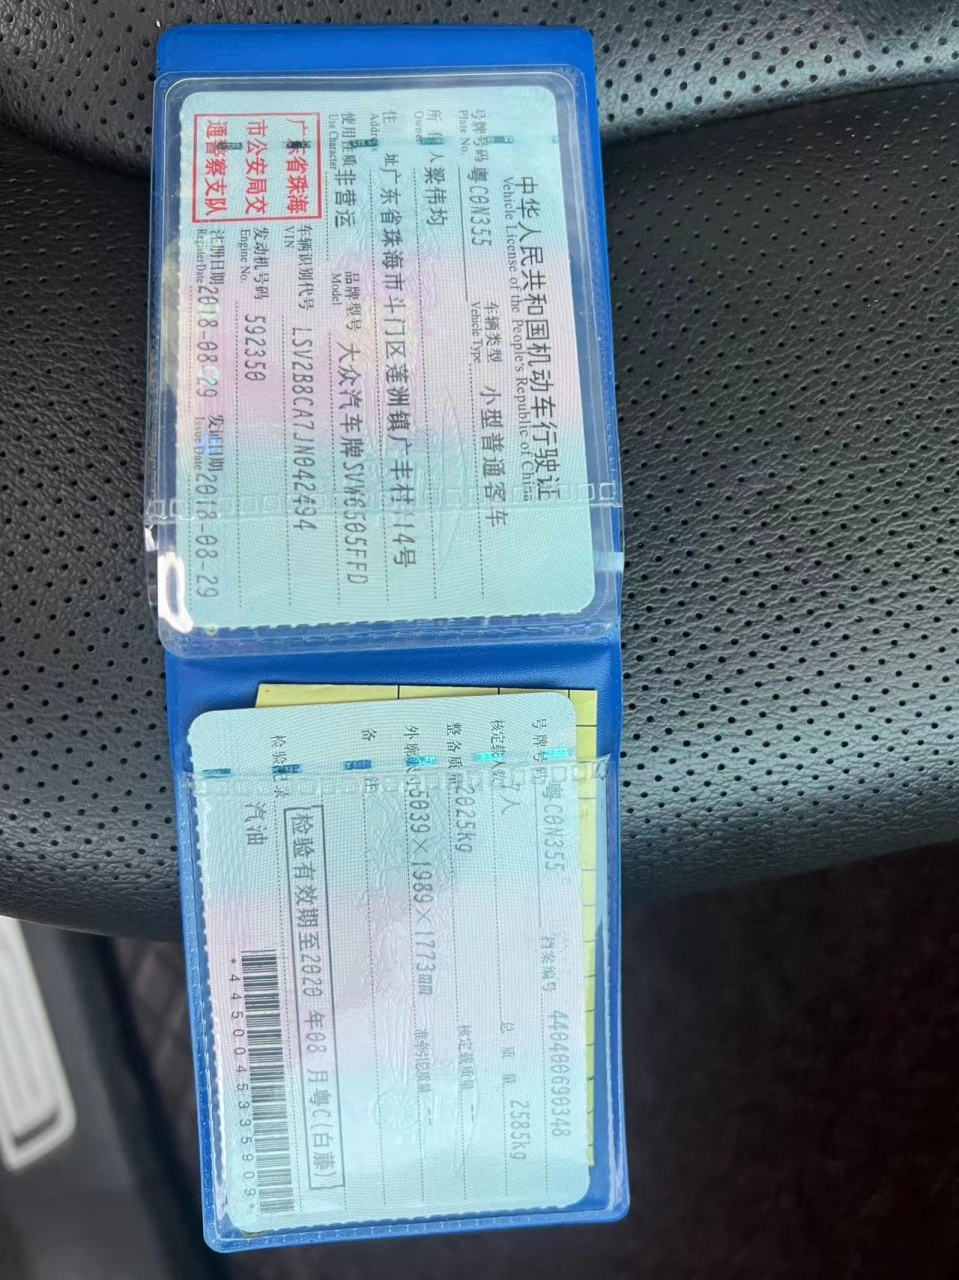 中华人民共和国机动车行驶证
Vehicle License of the People's Republic of China
号牌号码 粤C0N355 车辆类型 小型普通客车
Plate No. Vehicle Type
所有人 梁伟均
Owner
住 址 广东省珠海市斗门区莲洲镇广丰村114号
Address
使用性质 非营运 品牌型号 大众汽车牌SVW6505FFD
Use Character Model
广东省珠海
市公安局交
通警察支队
车辆识别代号 LSV2B8CA7JN042494
VIN
发动机号码 592350
Engine No.
注册日期 2018-08-29 发证日期 2018-08-29
Register Date Issue Date
号牌号码 粤C0N355 档案编号 440400690348
核定载人数 7人 总 质 量 2585kg
整备质量 2025kg 核定载质量 --
外廓尺寸 5039×1989×1773mm 准牵引总质量 --
备 注
检验有效期至2020 年08 月粤C(白藤)
检验记录
汽油
*4450045335909*